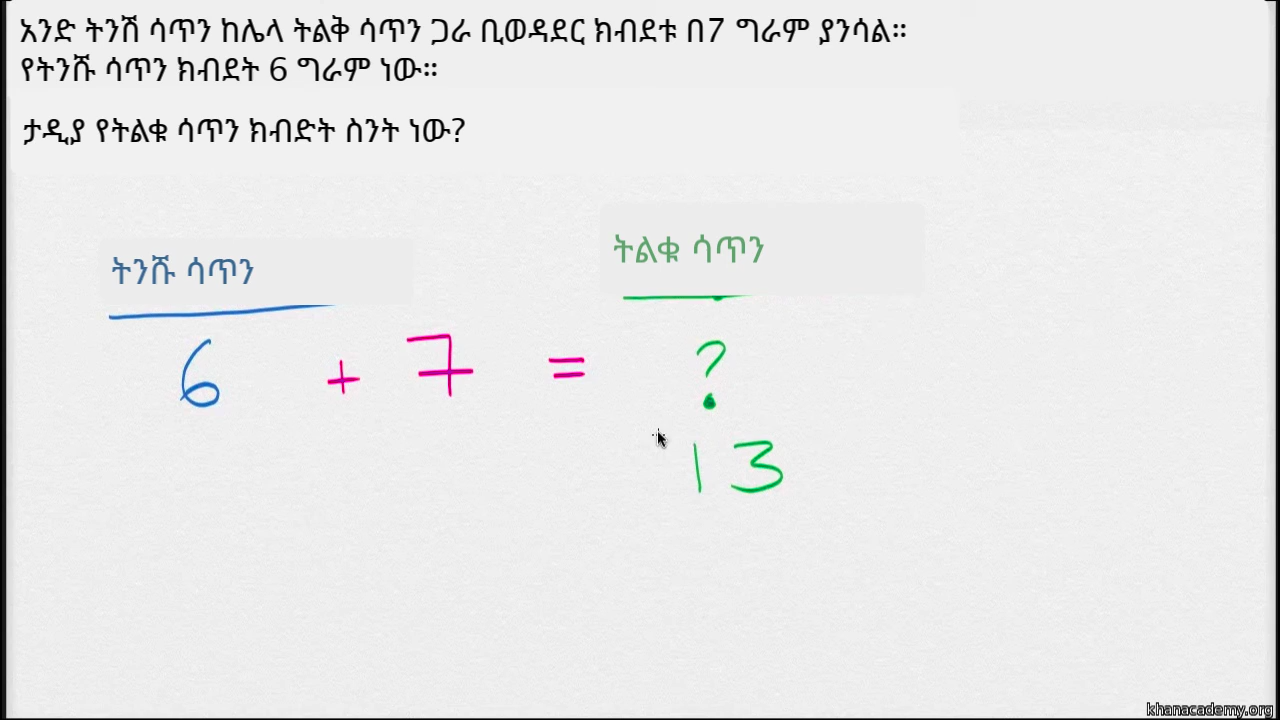 አንድ ትንሽ ሳጥን ከሌላ ትልቅ ሳጥን ጋራ ቢወዳደር ክብደቱ በ7 ግራም ያንሳል።
የትንሹ ሳጥን ክብደት 6 ግራም ነው።
ታዲያ የትልቁ ሳጥን ክብድት ስንት ነው?
ትንሹ ሳጥን
ትልቁ ሳጥን
6 + 7 = ?
13
khanacademy.org